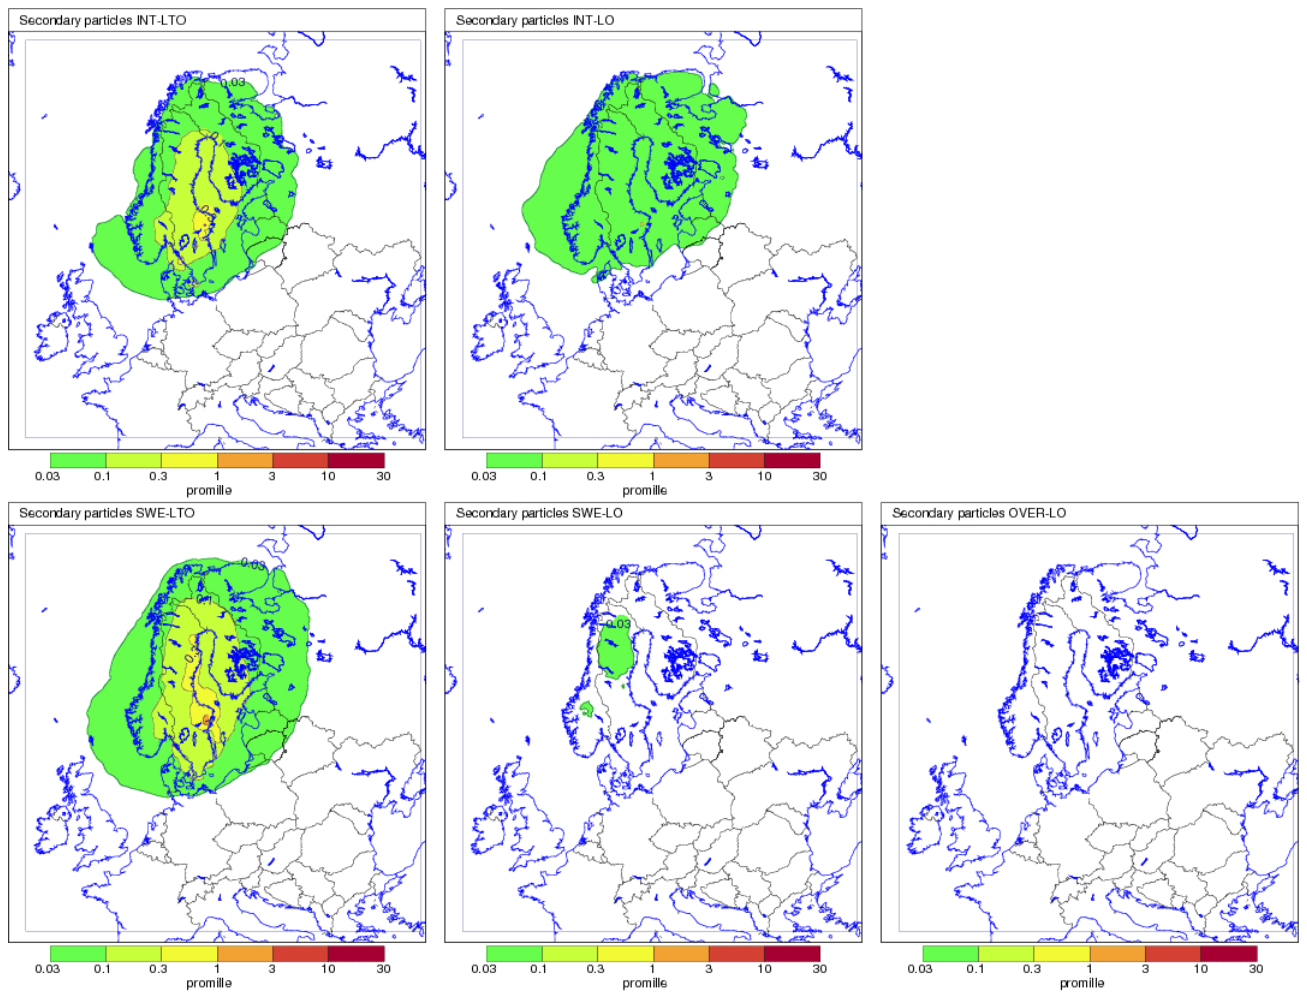 Secondary particles INT-LTO
Secondary particles INT-LO
0.03
0.03 0.1 0.3 1 3 10 30
promille
0.03 0.1 0.3 1 3 10 30
promille
Secondary particles SWE-LTO
Secondary particles SWE-LO
Secondary particles OVER-LO
0.03
0.03
0.03 0.1 0.3 1 3 10 30
promille
0.03 0.1 0.3 1 3 10 30
promille
0.03 0.1 0.3 1 3 10 30
promille